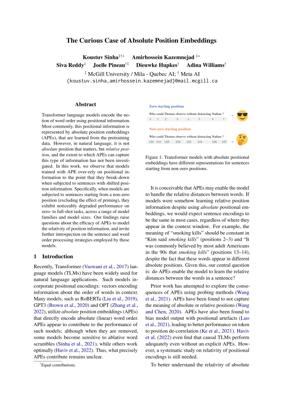 The Curious Case of Absolute Position Embeddings
Koustuv Sinha†‡∗ Amirhossein Kazemnejad †∗
Siva Reddy† Joelle Pineau†‡ Dieuwke Hupkes‡ Adina Williams‡
† McGill University / Mila - Quebec AI; ‡ Meta AI
{koustuv.sinha,amirhossein.kazemnejad}@mail.mcgill.ca
Abstract
Transformer language models encode the notion of word order using positional information.
Most commonly, this positional information is
represented by absolute position embeddings
(APEs), that are learned from the pretraining
data. However, in natural language, it is not
absolute position that matters, but relative position,
and the extent to which APEs can capture
this type of information has not been investigated.
In this work, we observe that models
trained with APE over-rely on positional information
to the point that they break-down
when subjected to sentences with shifted position
information. Specifically, when models are
subjected to sentences starting from a non-zero
position (excluding the effect of priming), they
exhibit noticeably degraded performance on
zero- to full-shot tasks, across a range of model
families and model sizes. Our findings raise
questions about the efficacy of APEs to model
the relativity of position information, and invite
further introspection on the sentence and word
order processing strategies employed by these
models.
1 Introduction
Recently, Transformer (Vaswani et al., 2017) language
models (TLMs) have been widely used for
natural language applications. Such models incorporate
positional encodings: vectors encoding
information about the order of words in context.
Many models, such as RoBERTa (Liu et al., 2019),
GPT3 (Brown et al., 2020) and OPT (Zhang et al.,
2022), utilize absolute position embeddings (APEs)
that directly encode absolute (linear) word order.
APEs appear to contribute to the performance of
such models; although when they are removed,
some models become sensitive to ablative word
scrambles (Sinha et al., 2021), while others work
optimally (Haviv et al., 2022). Thus, what precisely
APEs contribute remains unclear.
∗Equal contributions.
Zero starting position
Who could Thomas observe without distracting Nathan ?
Non-zero starting position
Who could Thomas observe without distracting Nathan ?
Figure 1: Transformer models with absolute positional
embeddings have different representations for sentences
starting from non-zero positions.
It is conceivable that APEs may enable the model
to handle the relative distances between words. If
models were somehow learning relative position
information despite using absolute positional embeddings,
we would expect sentence encodings to
be the same in most cases, regardless of where they
appear in the context window. For example, the
meaning of “smoking kills” should be constant in
“Kim said smoking kills” (positions 2–3) and “It
was commonly believed by most adult Americans
in the 90s that smoking kills” (positions 13–14),
despite the fact that these words appear in different
absolute positions. Given this, our central question
is: do APEs enable the model to learn the relative
distances between the words in a sentence?
Prior work has attempted to explore the consequences
of APEs using probing methods (Wang
et al., 2021). APEs have been found to not capture
the meaning of absolute or relative positions (Wang
and Chen, 2020). APEs have also been found to
bias model output with positional artefacts (Luo
et al., 2021), leading to better performance on token
to position de-correlation (Ke et al., 2021). Haviv
et al. (2022) even find that causal TLMs perform
adequately even without an explicit APEs. However,
a systematic study on relativity of positional
encodings is still needed.
To better understand the relativity of absolute